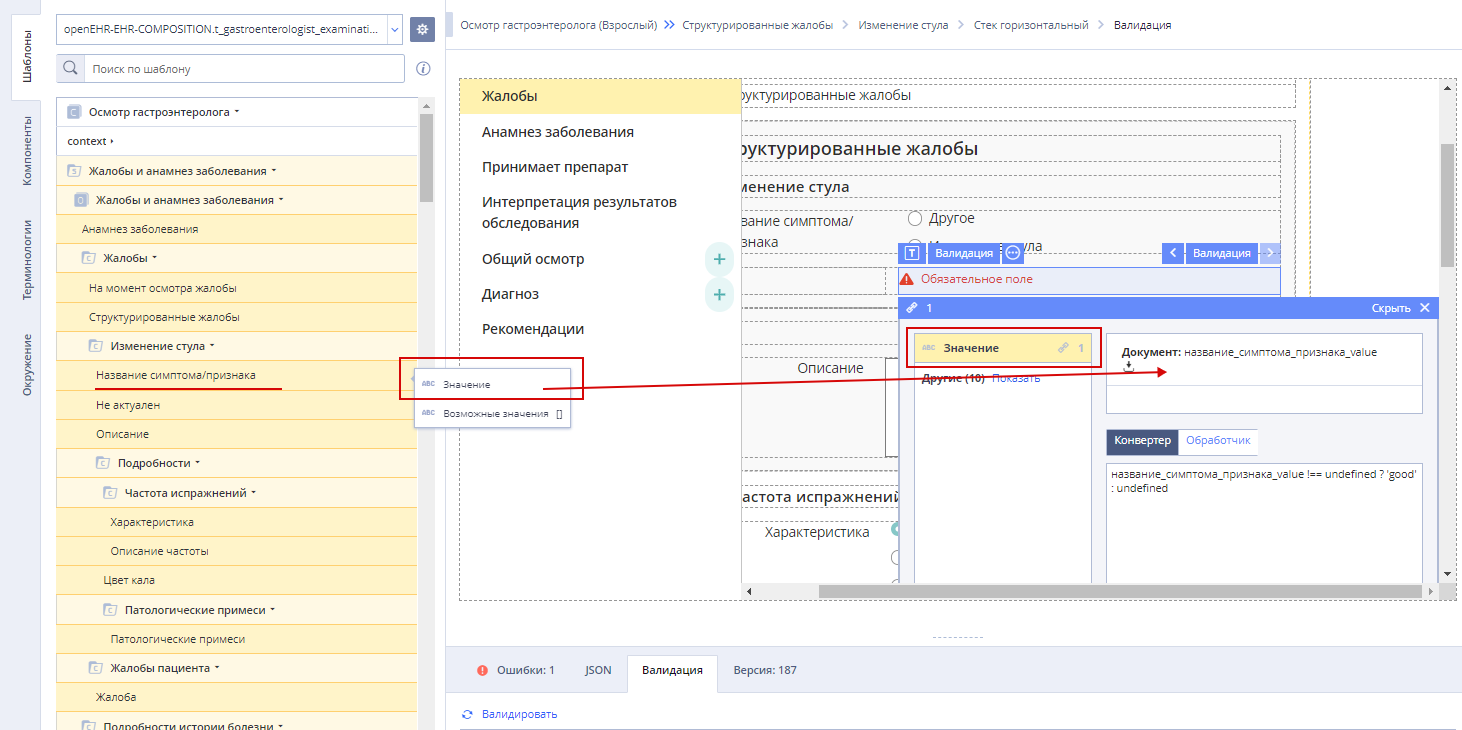 Шаблоны
Компоненты
Терминологии
Окружение
openEHR-EHR-COMPOSITION.t_gastroenterologist_examinati...
Поиск по шаблону
Осмотр гастроэнтеролога
context
Жалобы и анамнез заболевания
Жалобы и анамнез заболевания
Анамнез заболевания
Жалобы
На момент осмотра жалобы
Структурированные жалобы
Изменение стула
Название симптома/признака
Не актуален
Описание
Подробности
Частота испражнений
Характеристика
Описание частоты
Цвет кала
Патологические примеси
Патологические примеси
Жалобы пациента
Жалоба
Подробности истории болезни
ABC Значение
ABC Возможные значения []
Осмотр гастроэнтеролога (Взрослый) Структурированные жалобы Изменение стула Стек горизонтальный Валидация
Жалобы
Анамнез заболевания
Принимает препарат
Интерпретация результатов
обследования
Общий осмотр +
Диагноз +
Рекомендации
руктурированные жалобы
руктурированные жалобы
менение стула
вание симптома/
знака
Другое
T Валидация
Валидация
Обязательное поле
1 Скрыть
ABC Значение 1
Другие (10) Показать
Документ: название_симптома_признака_value
Конвертер Обработчик
название_симптома_признака_value !== undefined ? 'good'
: undefined
Описание
астота испражнений
Характеристика
Ошибки: 1 JSON Валидация Версия: 187
Валидировать